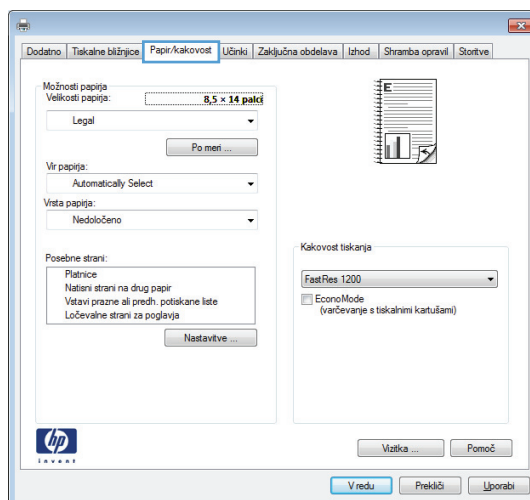 Dodatno Tiskalne bližnjice Papir/kakovost Učinki Zaključna obdelava Izhod Shramba opravil Storitve
Možnosti papirja
Velikosti papirja: 8,5 × 14 palci
Legal
Po meri ...
Vir papirja:
Automatically Select
Vrsta papirja:
Nedoločeno
Posebne strani:
Platnice
Natisni strani na drug papir
Vstavi prazne ali predh. potiskane liste
Ločevalne strani za poglavja
Nastavitve ...
E
Kakovost tiskanja
FastRes 1200
EconoMode
(varčevanje s tiskalnimi kartušami)
hp
invent
Vizitka ... Pomoč
V redu Prekliči Uporabi